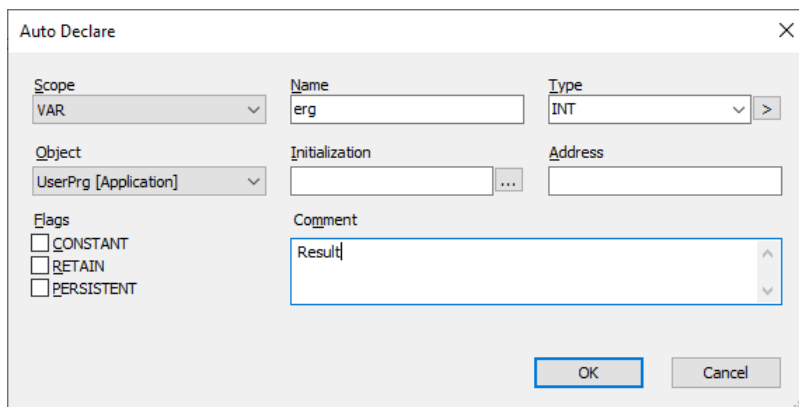 Auto Declare
Scope Name Type
VAR erg INT >
Object Initialization Address
UserPrg [Application] ...
Flags Comment
CONSTANT Result
RETAIN
PERSISTENT
OK Cancel